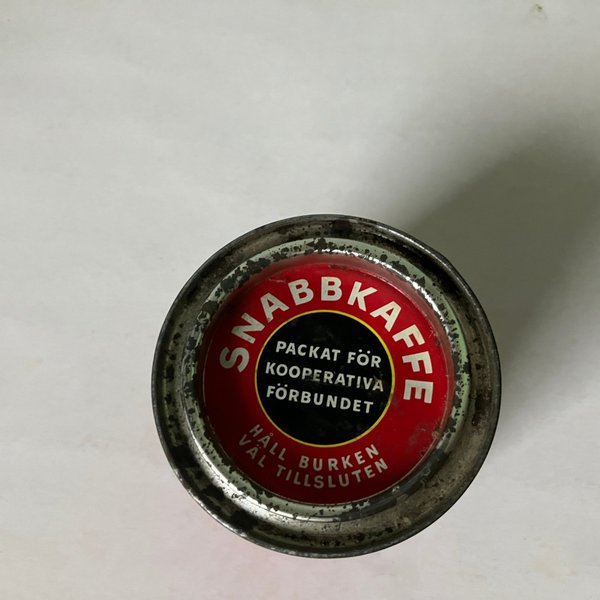 SNABBKAFFE
PACKAT FÖR
KOOPERATIVA
FÖRBUNDET
HÅLL BURKEN
VÄL TILLSLUTEN